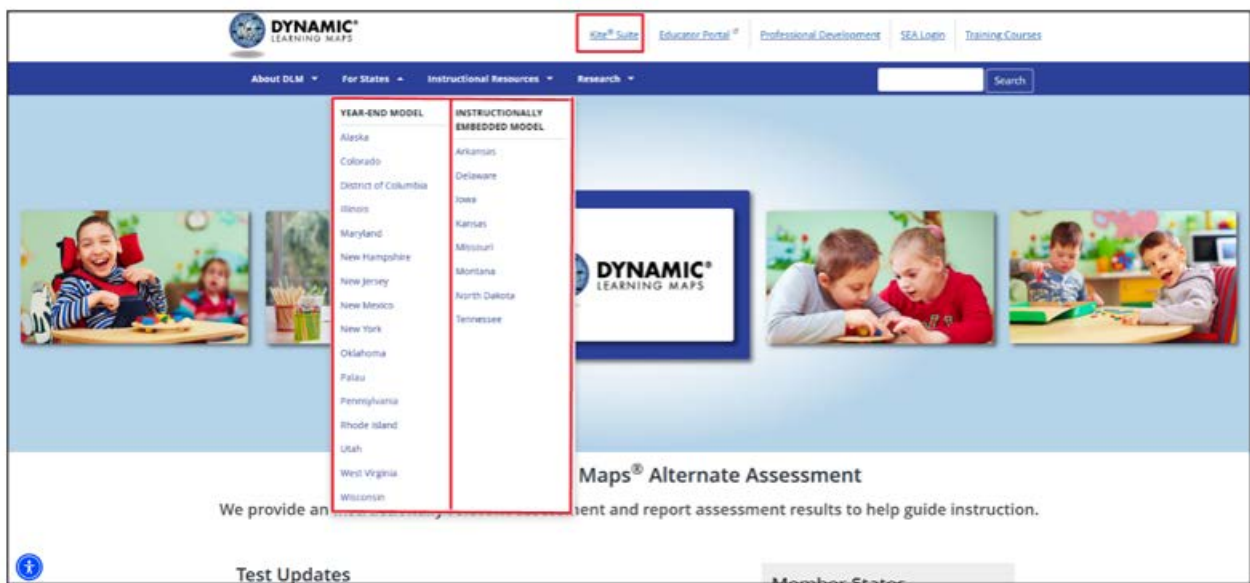 DYNAMIC®
LEARNING MAPS
Kite® Suite
Educator Portal
Professional Development
SEA Login
Training Courses
About DLM
For States
Instructional Resources
Research
Search
YEAR-END MODEL
Alaska
Colorado
District of Columbia
Illinois
Maryland
New Hampshire
New Jersey
New Mexico
New York
Oklahoma
Palau
Pennsylvania
Rhode Island
Utah
West Virginia
Wisconsin
INSTRUCTIONALLY
EMBEDDED MODEL
Arkansas
Delaware
Iowa
Kansas
Missouri
Montana
North Dakota
Tennessee
DYNAMIC®
LEARNING MAPS
Maps® Alternate Assessment
We provide an and report assessment results to help guide instruction.
Test Updates
Member States